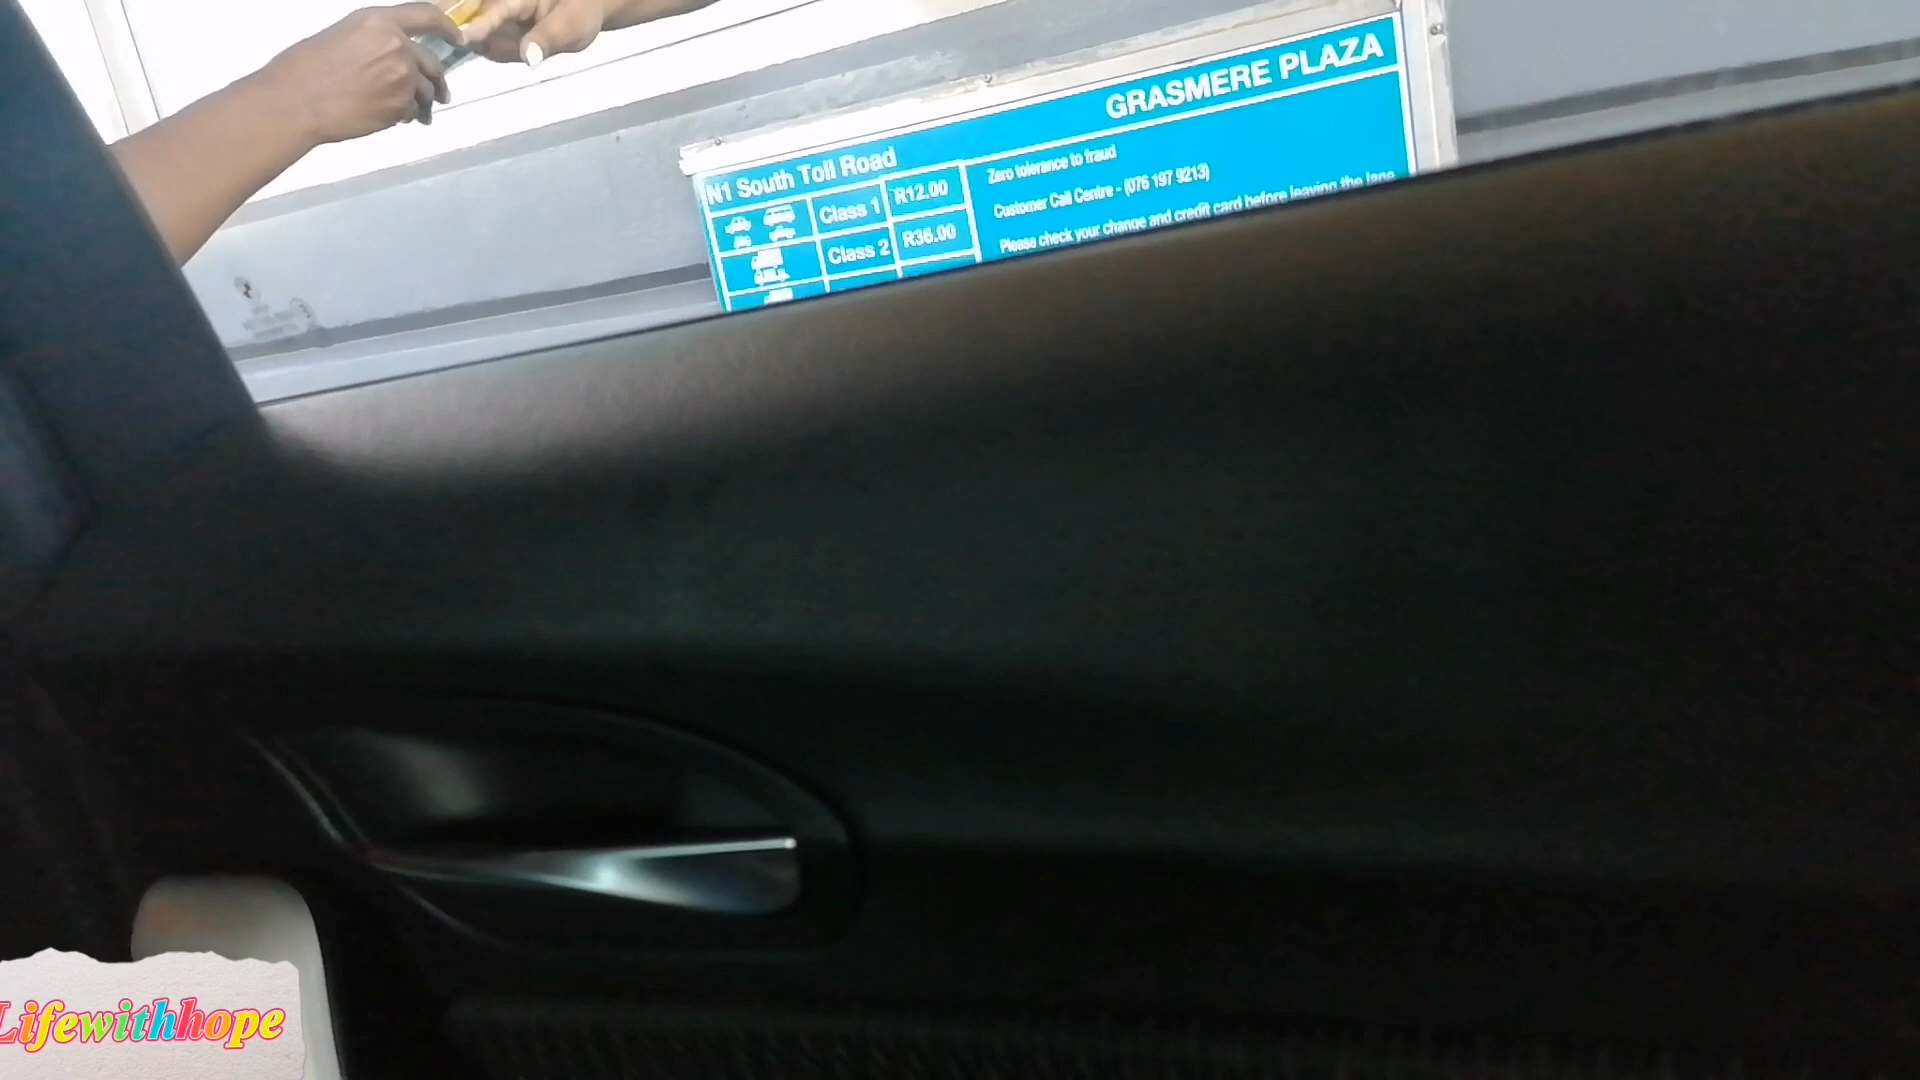 GRASMERE PLAZA
N1 South Toll Road
Class 1 R12.00
Class 2 R36.00
Zero tolerance to fraud
Customer Call Centre - (076 197 9213)
Please check your change and credit card before leaving the lane
Lifewithhope